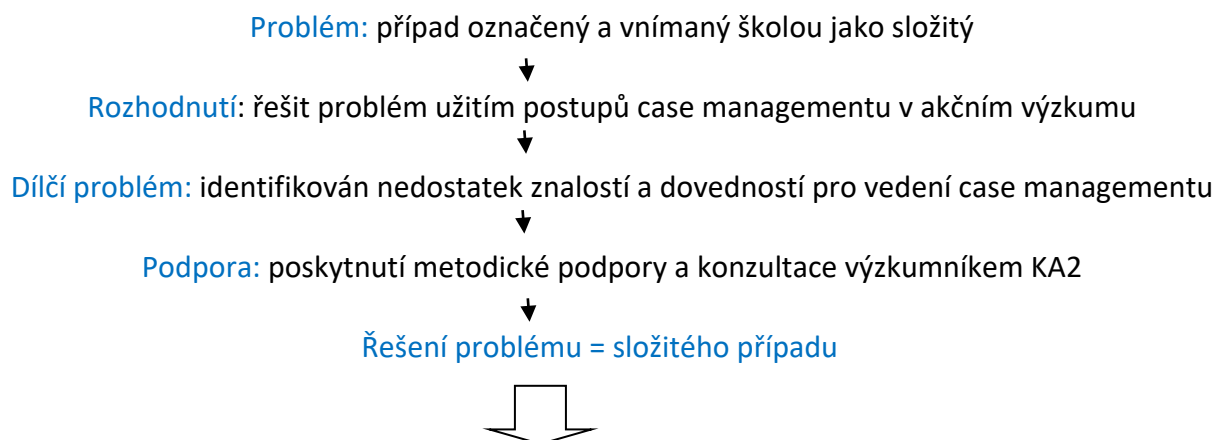 Problém: případ označený a vnímaný školou jako složitý
Rozhodnutí: řešit problém užitím postupů case managementu v akčním výzkumu
Dílčí problém: identifikován nedostatek znalostí a dovedností pro vedení case managementu
Podpora: poskytnutí metodické podpory a konzultace výzkumníkem KA2
Řešení problému = složitého případu